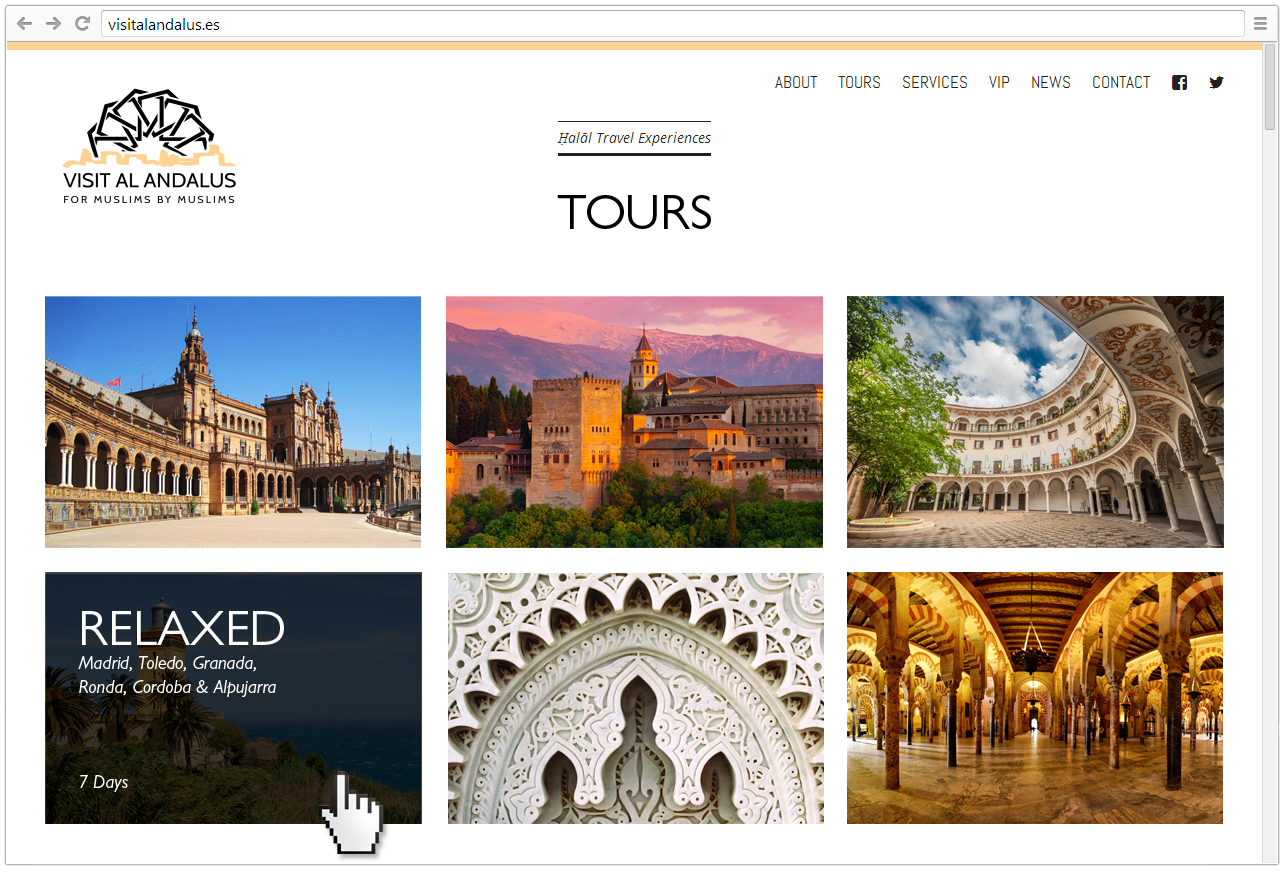 visitalandalus.es
ABOUT TOURS SERVICES VIP NEWS CONTACT
VISIT AL ANDALUS
FOR MUSLIMS BY MUSLIMS
Ḥalāl Travel Experiences
TOURS
RELAXED
Madrid, Toledo, Granada,
Ronda, Cordoba & Alpujarra
7 Days